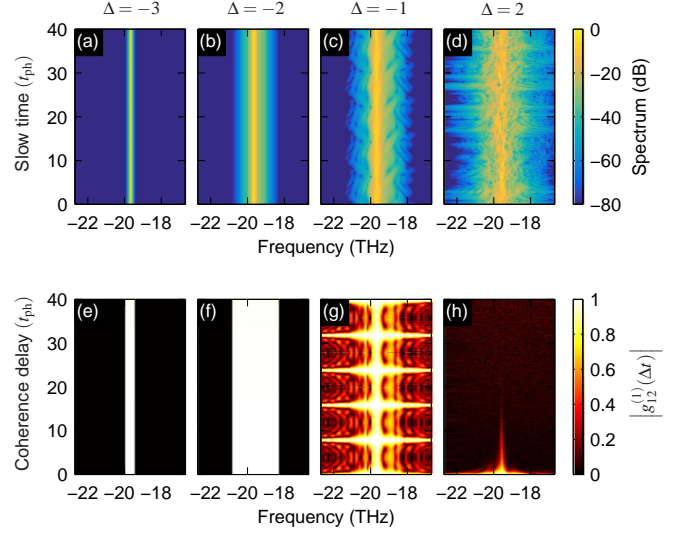 Δ = −3 Δ = −2 Δ = −1 Δ = 2
(a) (b) (c) (d)
Slow time (t_ph)
40
30
20
10
0
−22 −20 −18 −22 −20 −18 −22 −20 −18 −22 −20 −18
Frequency (THz)
0
−20
−40
−60
−80
Spectrum (dB)
(e) (f) (g) (h)
Coherence delay (t_ph)
40
30
20
10
0
−22 −20 −18 −22 −20 −18 −22 −20 −18 −22 −20 −18
Frequency (THz)
1
0.8
0.6
0.4
0.2
0
|g_12^(1)(Δt)|